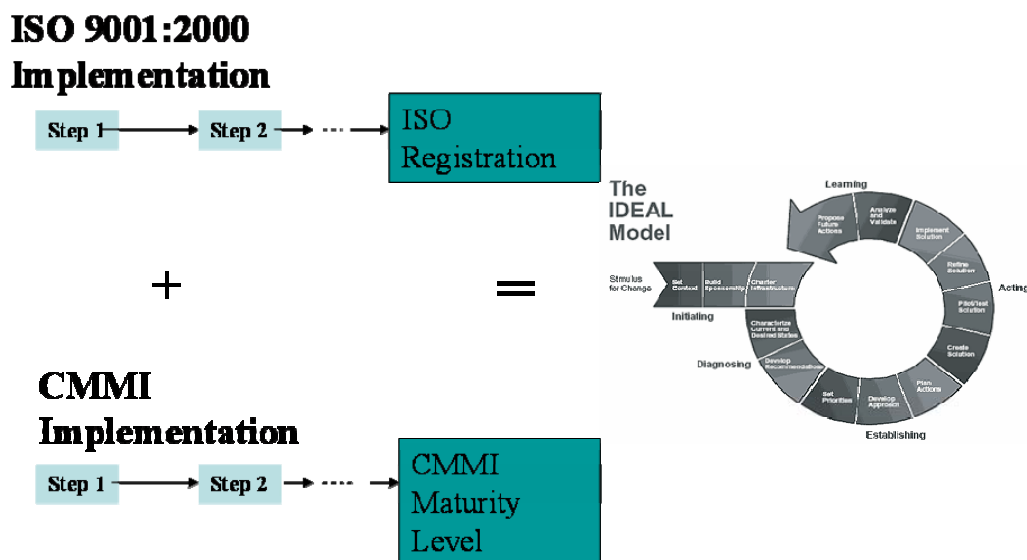 ISO 9001:2000
Implementation
Step 1
Step 2
ISO
Registration
+
=
CMMI
Implementation
Step 1
Step 2
CMMI
Maturity
Level
The
IDEAL
Model
Learning
Propose
Future
Actions
Analyze
and
Validate
Implement
Solution
Refine
Solution
Pilot/Test
Solution
Acting
Create
Solution
Plan
Actions
Develop
Approach
Set
Priorities
Establishing
Stimulus
for Change
Set
Context
Build
Sponsorship
Charter
Infrastructure
Initiating
Characterize
Current and
Desired States
Diagnosing
Develop
Recommendations